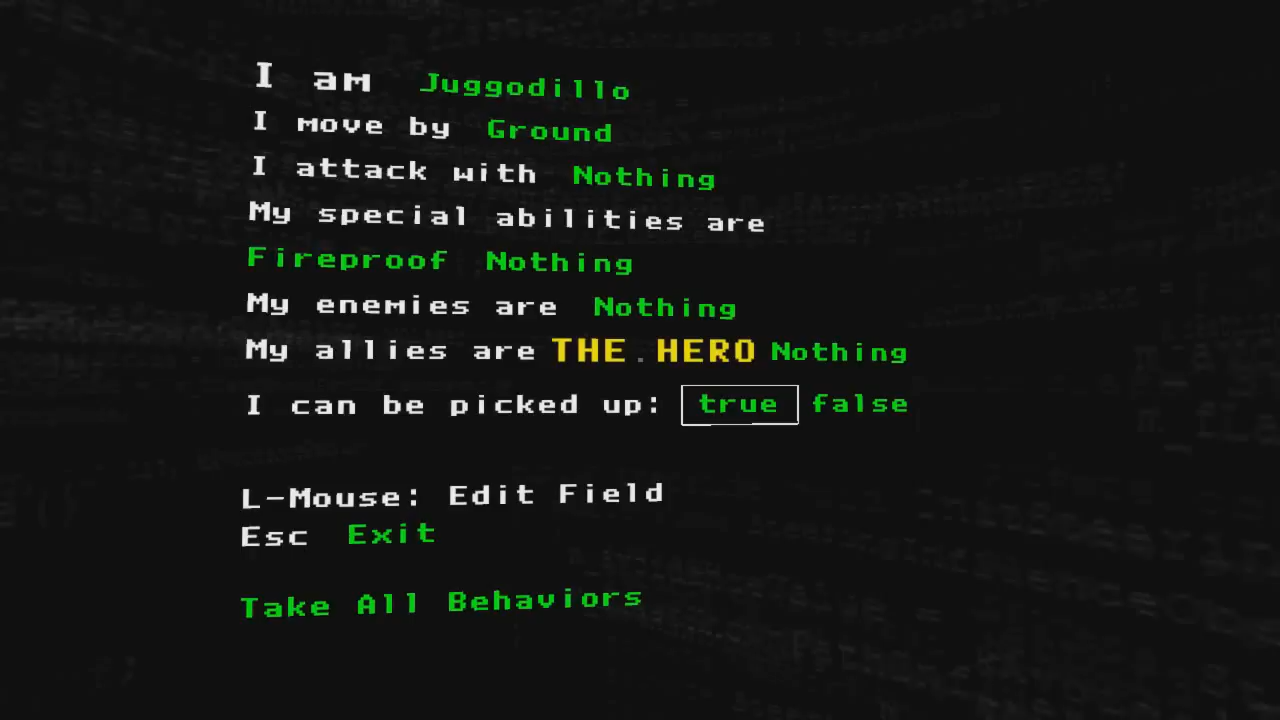 I am Juggodillo
I move by Ground
I attack with Nothing
My special abilities are
Fireproof Nothing
My enemies are Nothing
My allies are THE.HERO Nothing
I can be picked up: true false
L-Mouse: Edit Field
Esc Exit
Take All Behaviors